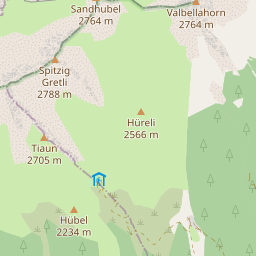 Sandhubel
2764 m
Valbellahorn
2764 m
Spitzig
Gretli
2788 m
Hüreli
2566 m
Tiaun
2705 m
Hubel
2234 m